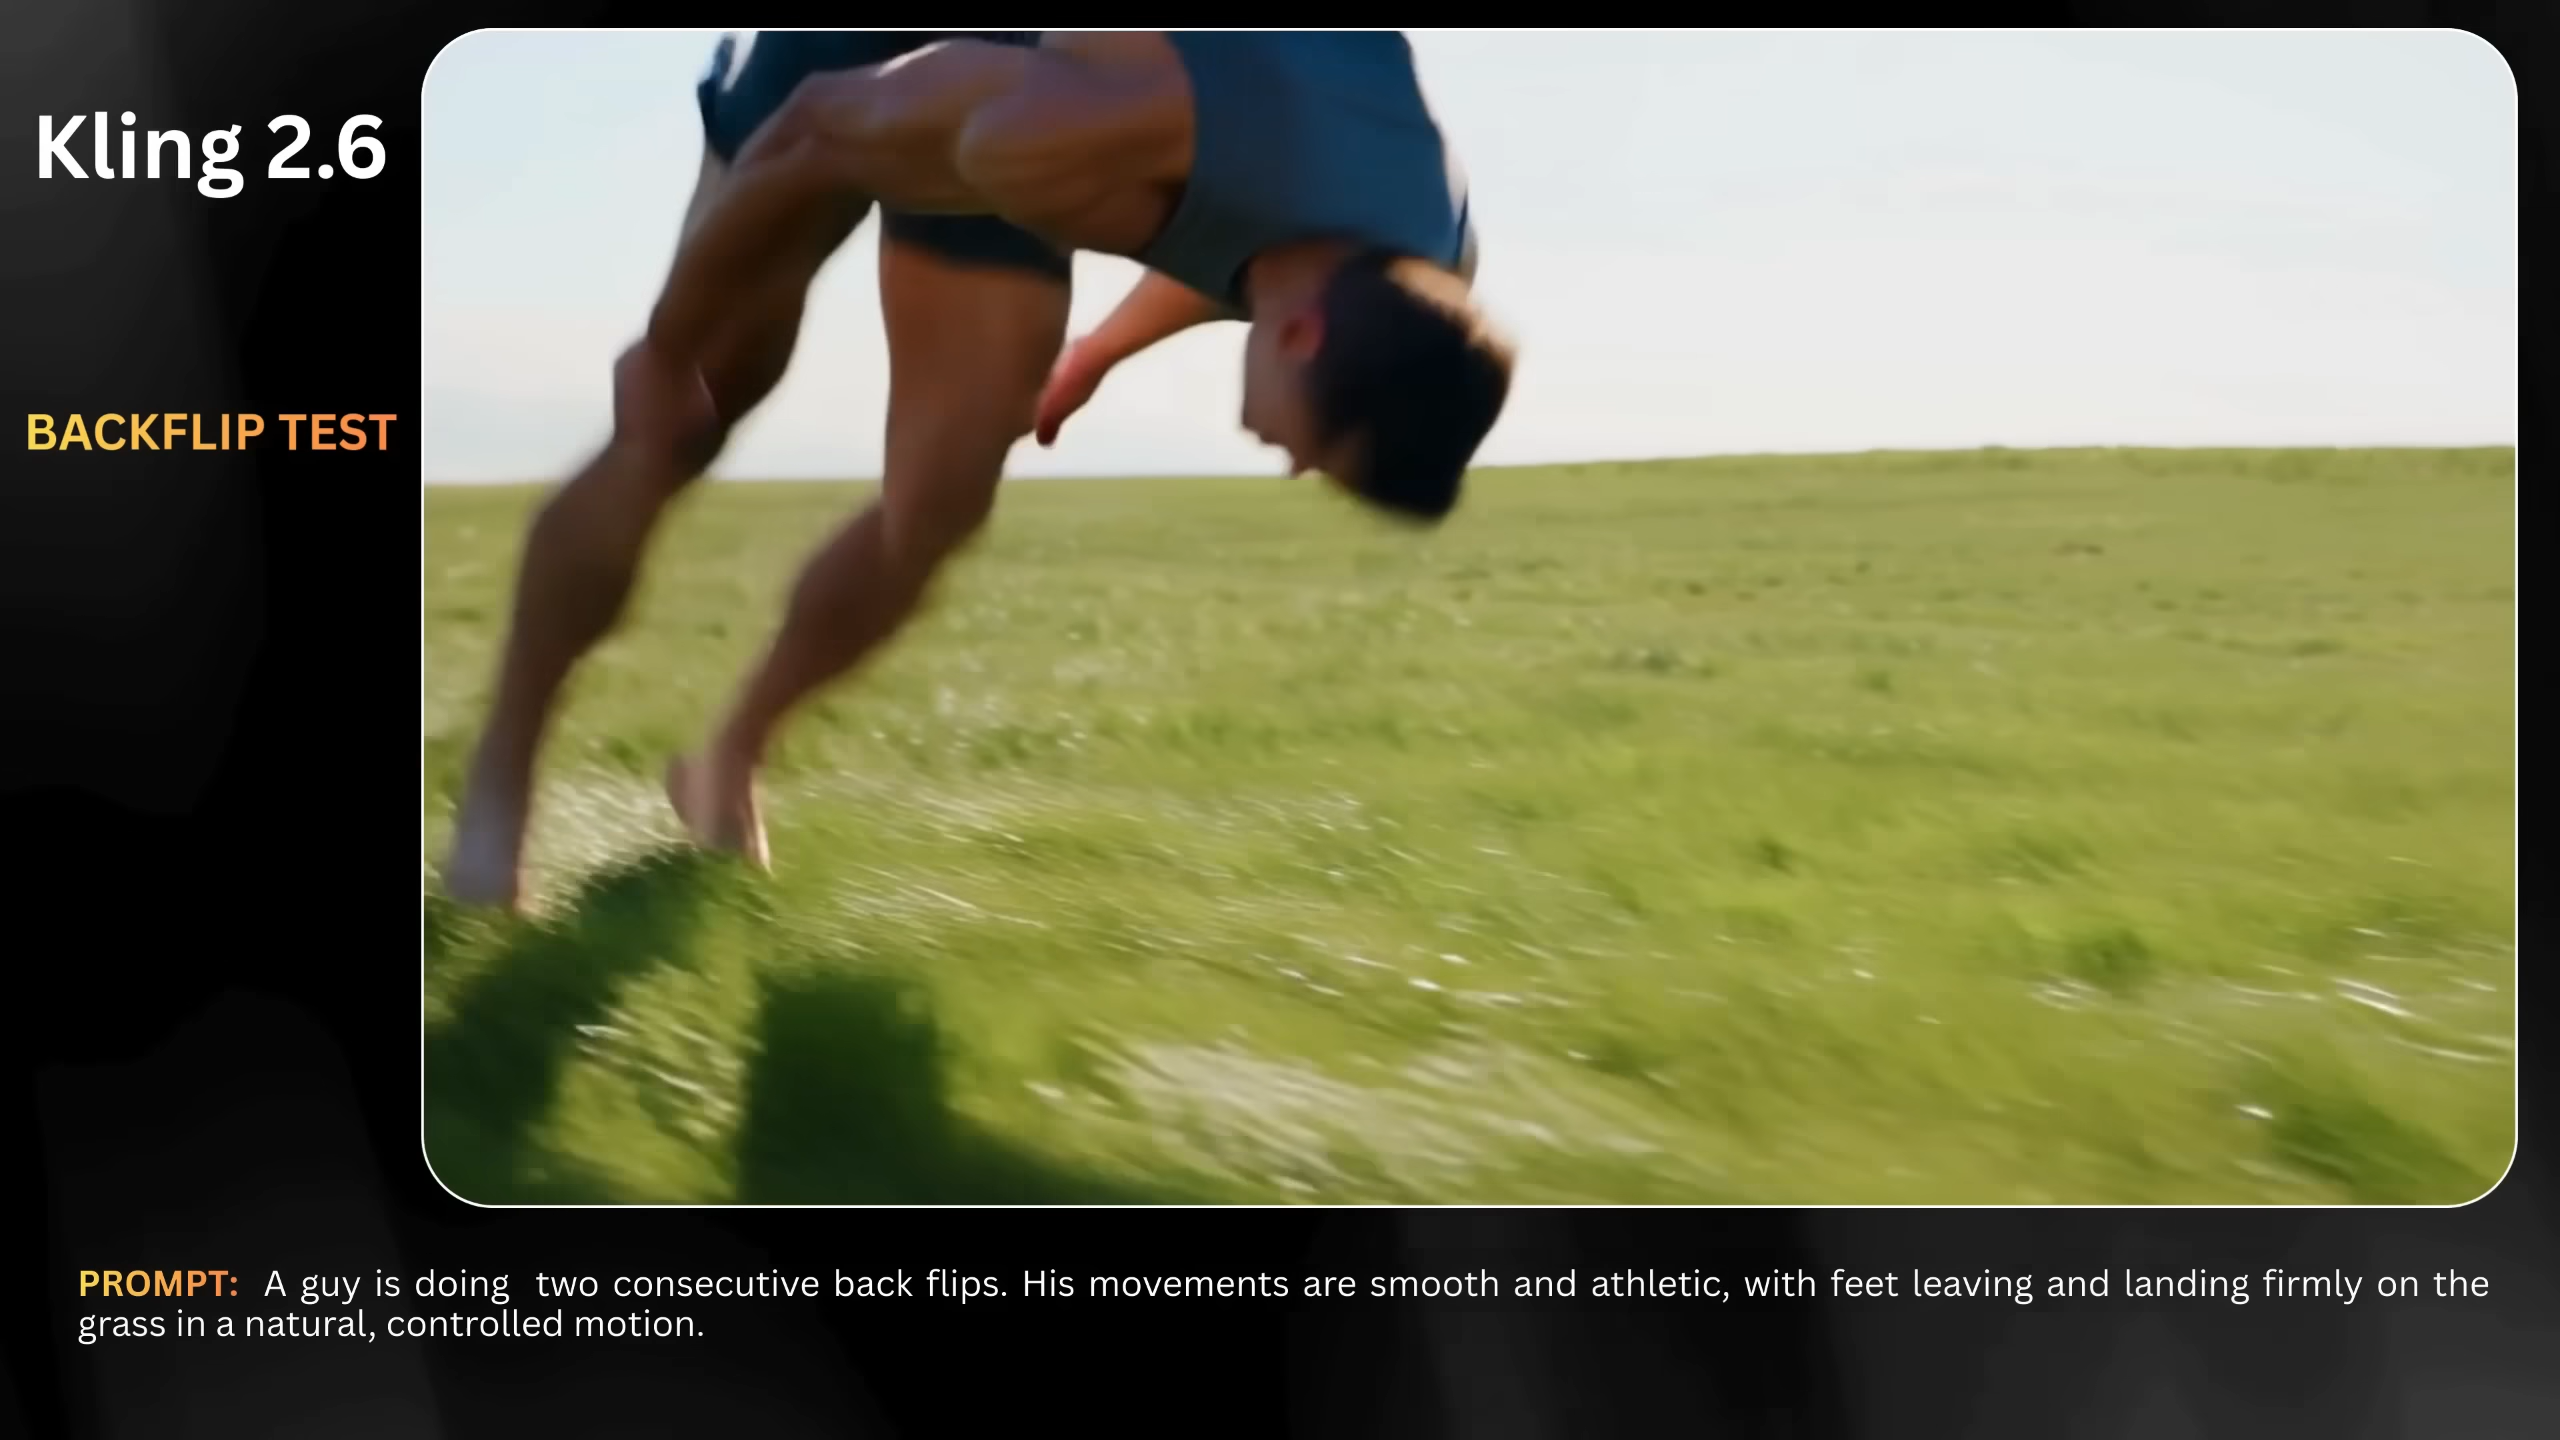 Kling 2.6
BACKFLIP TEST
PROMPT: A guy is doing  two consecutive back flips. His movements are smooth and athletic, with feet leaving and landing firmly on the
grass in a natural, controlled motion.